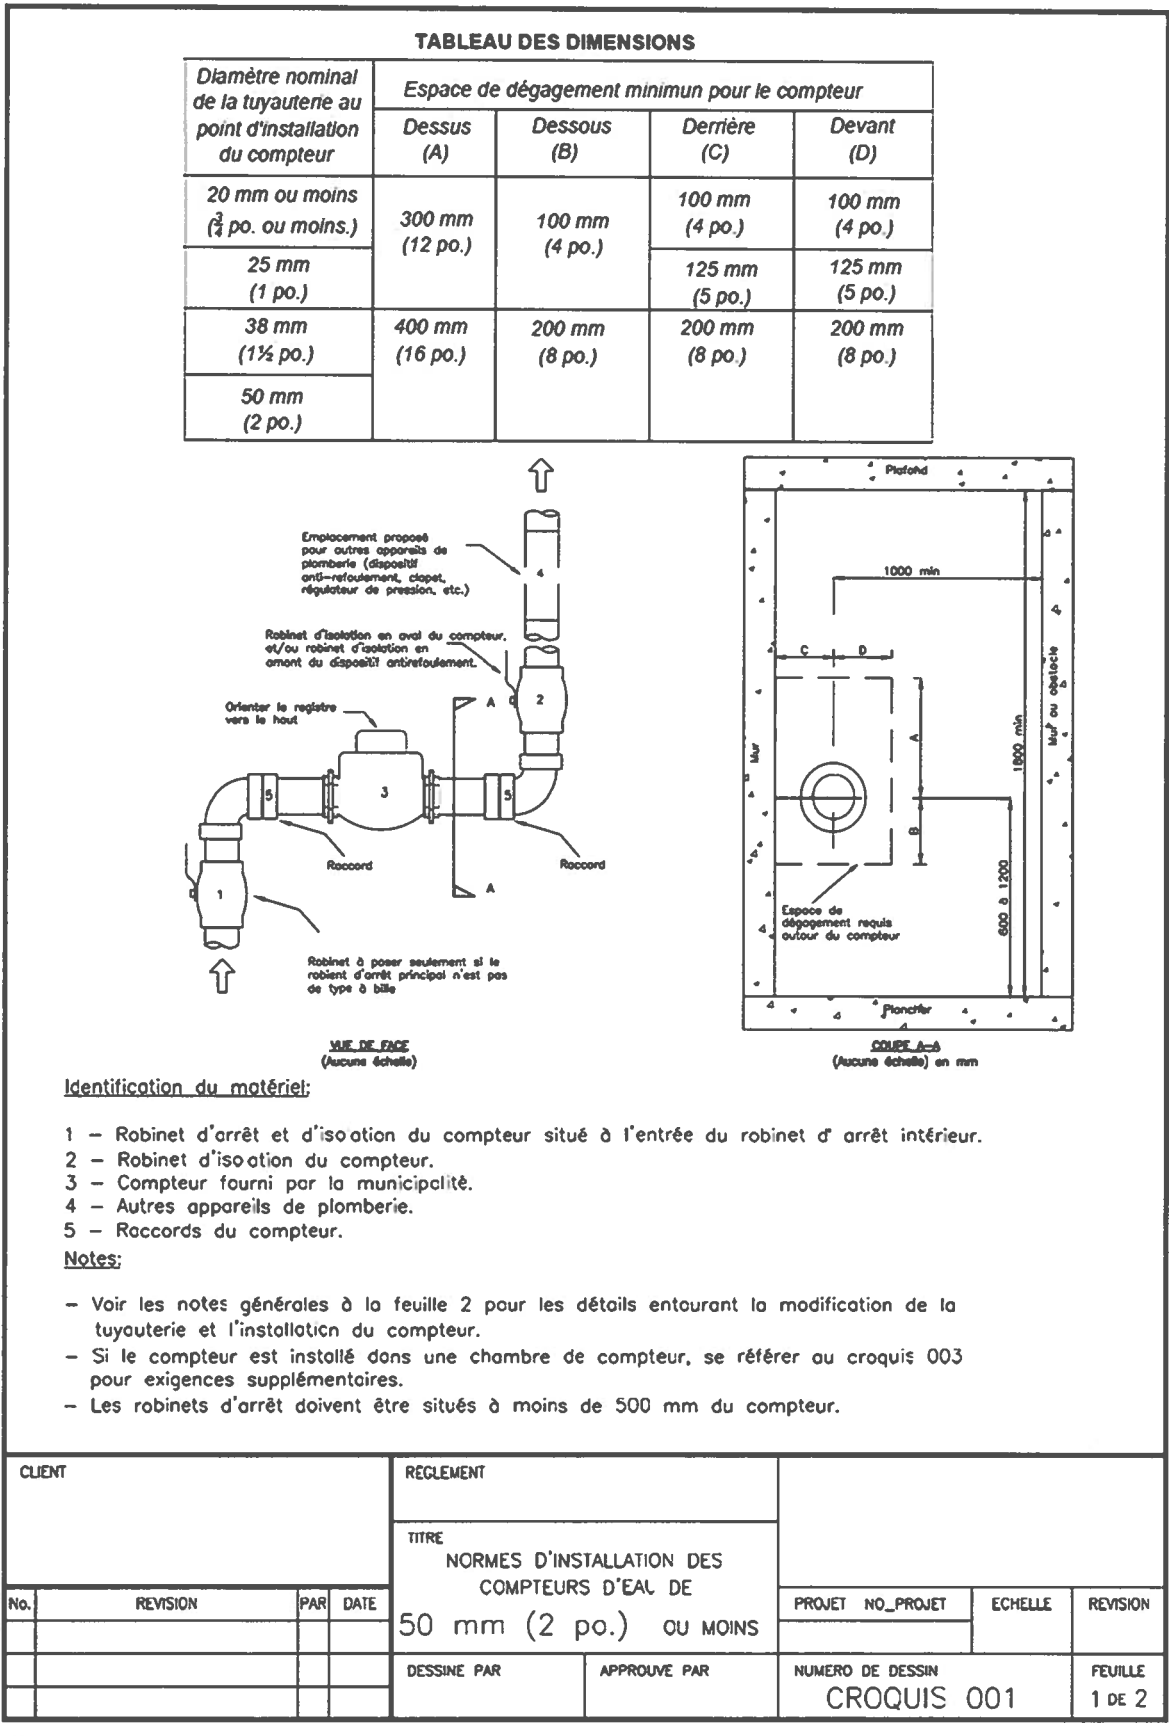 TABLEAU DES DIMENSIONS
Diamètre nominal
de la tuyauterie au
point d'installation
du compteur
Espace de dégagement minimun pour le compteur
Dessus
(A)
Dessous
(B)
Derrière
(C)
Devant
(D)
20 mm ou moins
(¾ po. ou moins.)
300 mm
(12 po.)
100 mm
(4 po.)
100 mm
(4 po.)
100 mm
(4 po.)
25 mm
(1 po.)
125 mm
(5 po.)
125 mm
(5 po.)
38 mm
(1½ po.)
400 mm
(16 po.)
200 mm
(8 po.)
200 mm
(8 po.)
200 mm
(8 po.)
50 mm
(2 po.)
Emplacement proposé
pour autres appareils de
plomberie (dispositif
anti-refoulement, clapet,
régulateur de pression, etc.)
4
Robinet d'isolation en aval du compteur,
et/ou robinet d'isolation en
amont du dispositif antirefoulement.
A
2
Orienter le registre
vers le haut
5
3
5
Raccord
Raccord
A
1
Robinet à poser seulement si le
robient d'arrêt principal n'est pas
de type à bille
VUE DE FACE
(Aucune échelle)
Plafond
1000 min
C
D
Mur
A
B
1800 min
Mur ou obstacle
600 à 1200
Espace de
dégagement requis
autour du compteur
Plancher
COUPE A-A
(Aucune échelle) en mm
Identification du matériel:
1 – Robinet d'arrêt et d'isolation du compteur situé à l'entrée du robinet d' arrêt intérieur.
2 – Robinet d'isolation du compteur.
3 – Compteur fourni par la municipalité.
4 – Autres appareils de plomberie.
5 – Raccords du compteur.
Notes:
– Voir les notes générales à la feuille 2 pour les détails entourant la modification de la
tuyauterie et l'installation du compteur.
– Si le compteur est installé dans une chambre de compteur, se référer au croquis 003
pour exigences supplémentaires.
– Les robinets d'arrêt doivent être situés à moins de 500 mm du compteur.
CLIENT
REGLEMENT
TITRE
NORMES D'INSTALLATION DES
COMPTEURS D'EAU DE
50 mm (2 po.) OU MOINS
No.
REVISION
PAR
DATE
PROJET NO_PROJET
ECHELLE
REVISION
DESSINE PAR
APPROUVE PAR
NUMERO DE DESSIN
CROQUIS 001
FEUILLE
1 DE 2